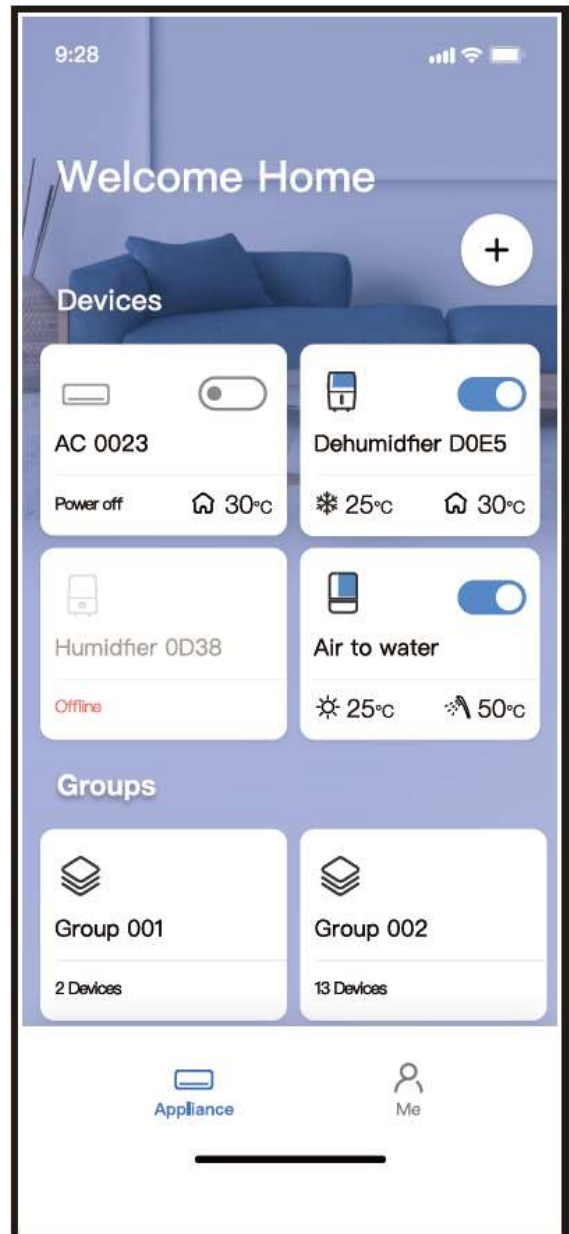 9:28
Welcome Home
+
Devices
AC 0023
Dehumidfier D0E5
Power off 30°C
25°C 30°C
Humidfier 0D38
Air to water
Offline
25°C 50°C
Groups
Group 001
Group 002
2 Devices
13 Devices
Appliance
Me